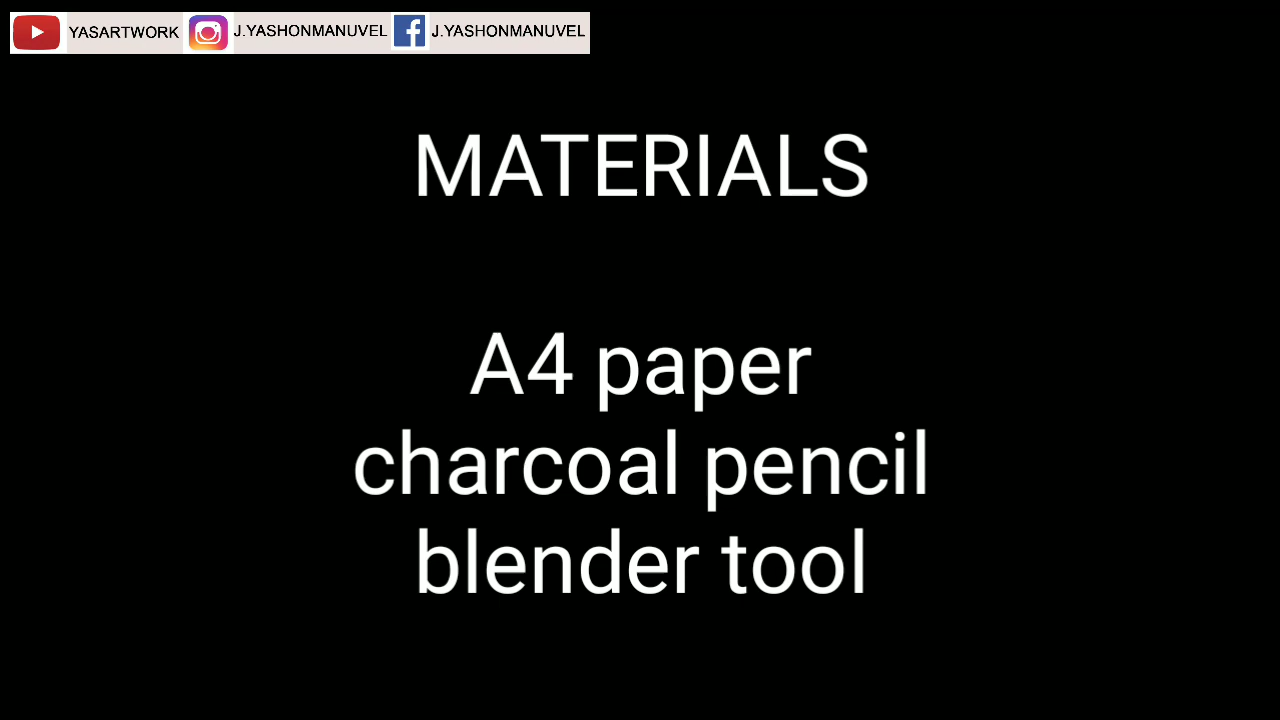 YASARTWORK J.YASHONMANUVEL J.YASHONMANUVEL
MATERIALS
A4 paper
charcoal pencil
blender tool